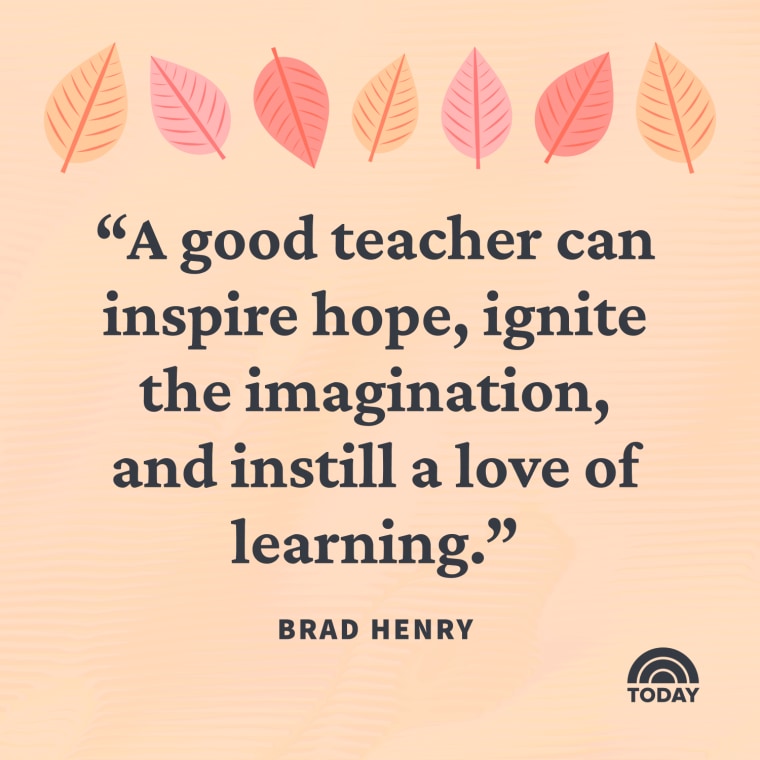 “A good teacher can
inspire hope, ignite
the imagination,
and instill a love of
learning.”
BRAD HENRY
TODAY